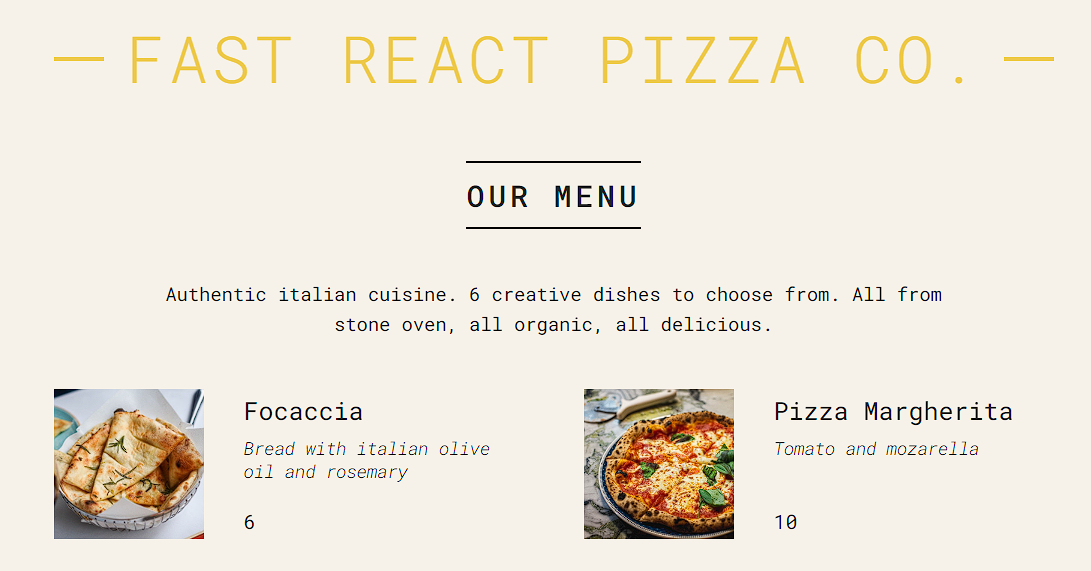 FAST REACT PIZZA CO.
OUR MENU
Authentic italian cuisine. 6 creative dishes to choose from. All from
stone oven, all organic, all delicious.
Focaccia
Bread with italian olive
oil and rosemary
6
Pizza Margherita
Tomato and mozarella
10